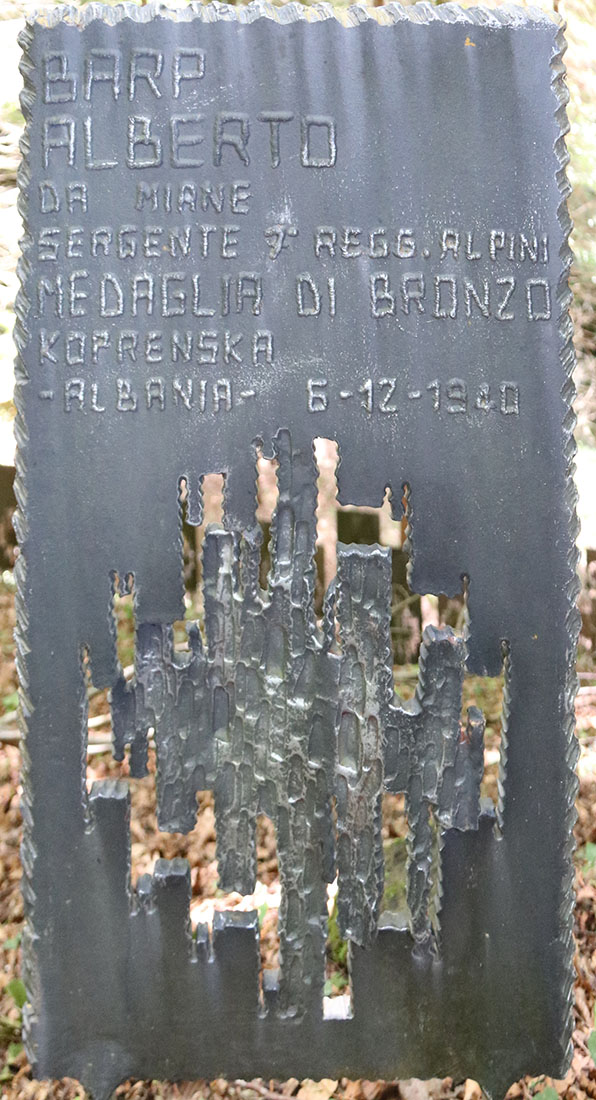 BARP
ALBERTO
DA MIANE
SERGENTE 7° REGG. ALPINI
MEDAGLIA DI BRONZO
KOPRENSKA
-ALBANIA- 6-12-1940